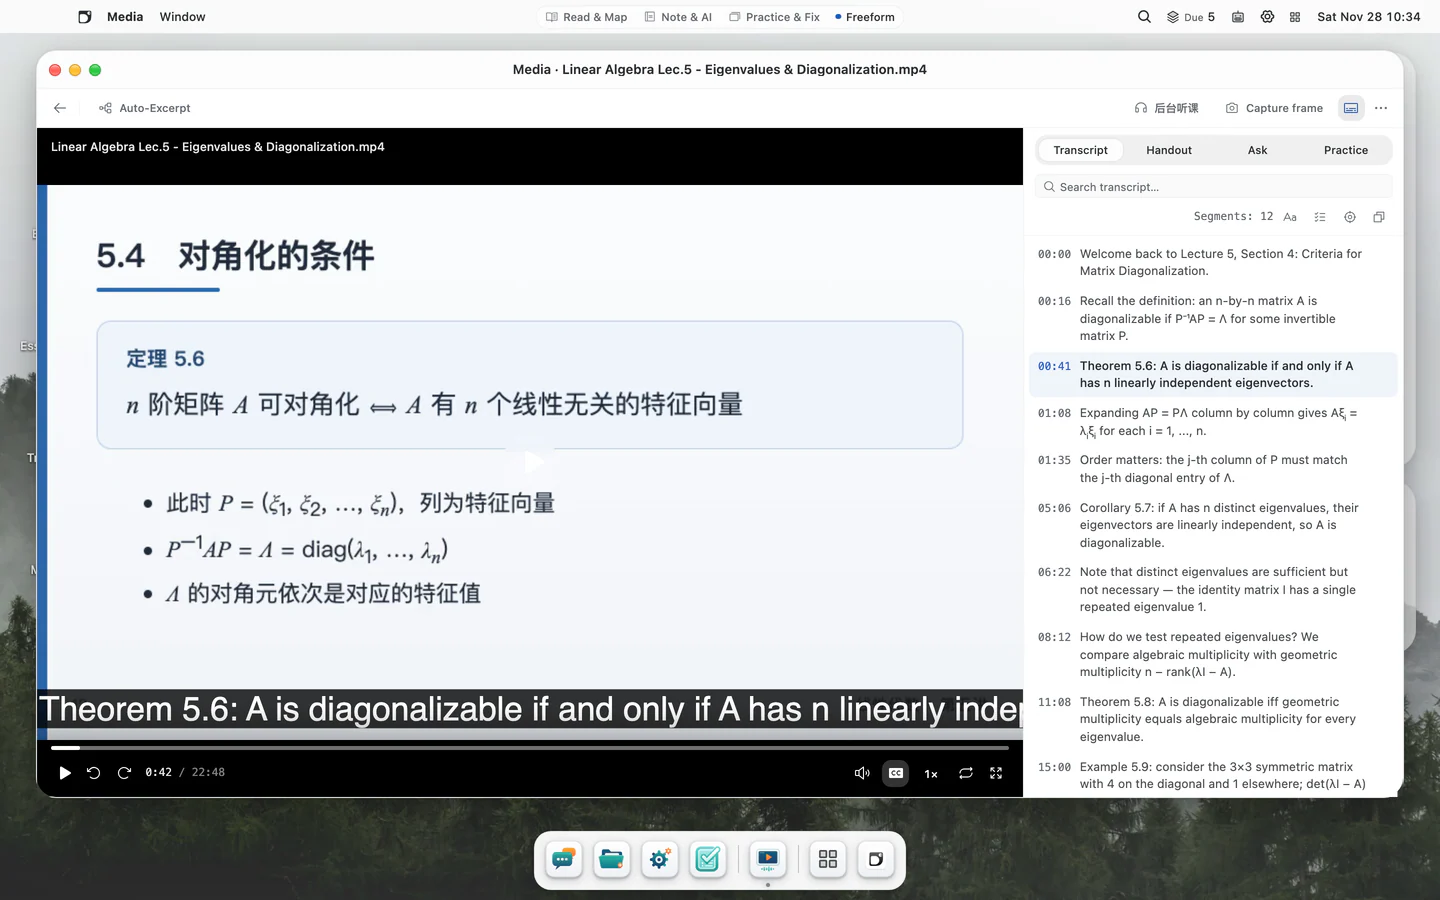 Media Window
Read & Map Note & AI Practice & Fix Freeform
Due 5 Sat Nov 28 10:34
Media · Linear Algebra Lec.5 - Eigenvalues & Diagonalization.mp4
Auto-Excerpt
后台听课 Capture frame
Linear Algebra Lec.5 - Eigenvalues & Diagonalization.mp4
5.4 对角化的条件
定理 5.6
n 阶矩阵 A 可对角化 ⟺ A 有 n 个线性无关的特征向量
• 此时 P = (ξ₁, ξ₂, …, ξₙ)，列为特征向量
• P⁻¹AP = Λ = diag(λ₁, …, λₙ)
• Λ 的对角元依次是对应的特征值
Theorem 5.6: A is diagonalizable if and only if A has n linearly indep
0:42 / 22:48
CC 1×
Transcript Handout Ask Practice
Search transcript...
Segments: 12 Aa
00:00 Welcome back to Lecture 5, Section 4: Criteria for
Matrix Diagonalization.
00:16 Recall the definition: an n-by-n matrix A is
diagonalizable if P⁻¹AP = Λ for some invertible
matrix P.
00:41 Theorem 5.6: A is diagonalizable if and only if A
has n linearly independent eigenvectors.
01:08 Expanding AP = PΛ column by column gives Aξᵢ =
λᵢξᵢ for each i = 1, …, n.
01:35 Order matters: the j-th column of P must match
the j-th diagonal entry of Λ.
05:06 Corollary 5.7: if A has n distinct eigenvalues, their
eigenvectors are linearly independent, so A is
diagonalizable.
06:22 Note that distinct eigenvalues are sufficient but
not necessary — the identity matrix I has a single
repeated eigenvalue 1.
08:12 How do we test repeated eigenvalues? We
compare algebraic multiplicity with geometric
multiplicity n − rank(λI − A).
11:08 Theorem 5.8: A is diagonalizable iff geometric
multiplicity equals algebraic multiplicity for every
eigenvalue.
15:00 Example 5.9: consider the 3×3 symmetric matrix
with 4 on the diagonal and 1 elsewhere; det(λI − A)